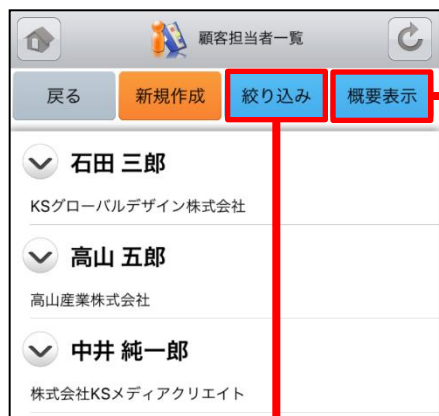 顧客担当者一覧
戻る 新規作成 絞り込み 概要表示
石田 三郎
KSグローバルデザイン株式会社
高山 五郎
高山産業株式会社
中井 純一郎
株式会社KSメディアクリエイト